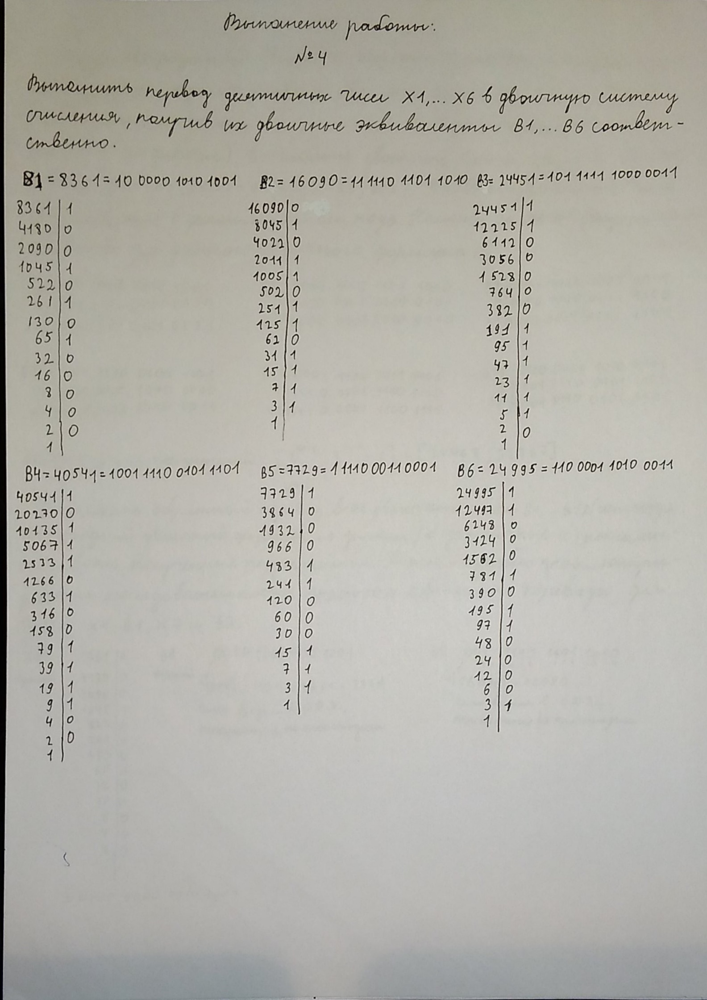 Выполнение работы:
№ 4
Выполнить перевод десятичных чисел X1,... X6 в двоичную систему
счисления, получив их двоичные эквиваленты B1,... B6 соответ-
ственно.
B1 = 8361 = 10 0000 1010 1001
8361 | 1
4180 | 0
2090 | 0
1045 | 1
522 | 0
261 | 1
130 | 0
65 | 1
32 | 0
16 | 0
8 | 0
4 | 0
2 | 0
1 |
B2 = 16090 = 11 1110 1101 1010
16090 | 0
8045 | 1
4022 | 0
2011 | 1
1005 | 1
502 | 0
251 | 1
125 | 1
62 | 0
31 | 1
15 | 1
7 | 1
3 | 1
1 |
B3 = 24451 = 101 1111 1000 0011
24451 | 1
12225 | 1
6112 | 0
3056 | 0
1528 | 0
764 | 0
382 | 0
191 | 1
95 | 1
47 | 1
23 | 1
11 | 1
5 | 1
2 | 0
1 |
B4 = 40541 = 1001 1110 0101 1101
40541 | 1
20270 | 0
10135 | 1
5067 | 1
2533 | 1
1266 | 0
633 | 1
316 | 0
158 | 0
79 | 1
39 | 1
19 | 1
9 | 1
4 | 0
2 | 0
1 |
B5 = 7729 = 1 1110 00110001
7729 | 1
3864 | 0
1932 | 0
966 | 0
483 | 1
241 | 1
120 | 0
60 | 0
30 | 0
15 | 1
7 | 1
3 | 1
1 |
B6 = 24995 = 110 0001 1010 0011
24995 | 1
12497 | 1
6248 | 0
3124 | 0
1562 | 0
781 | 1
390 | 0
195 | 1
97 | 1
48 | 0
24 | 0
12 | 0
6 | 0
3 | 1
1 |